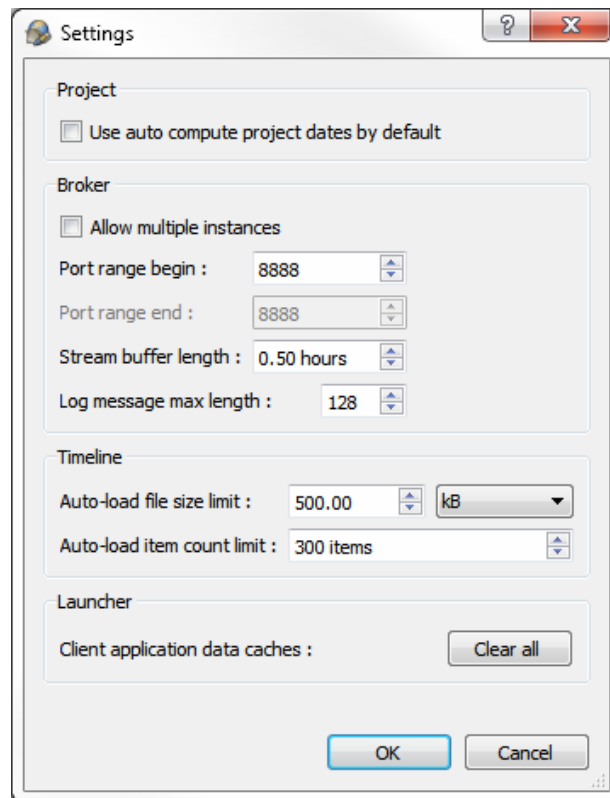 Settings
Project
Use auto compute project dates by default
Broker
Allow multiple instances
Port range begin : 8888
Port range end : 8888
Stream buffer length : 0.50 hours
Log message max length : 128
Timeline
Auto-load file size limit : 500.00 kB
Auto-load item count limit : 300 items
Launcher
Client application data caches : Clear all
OK Cancel